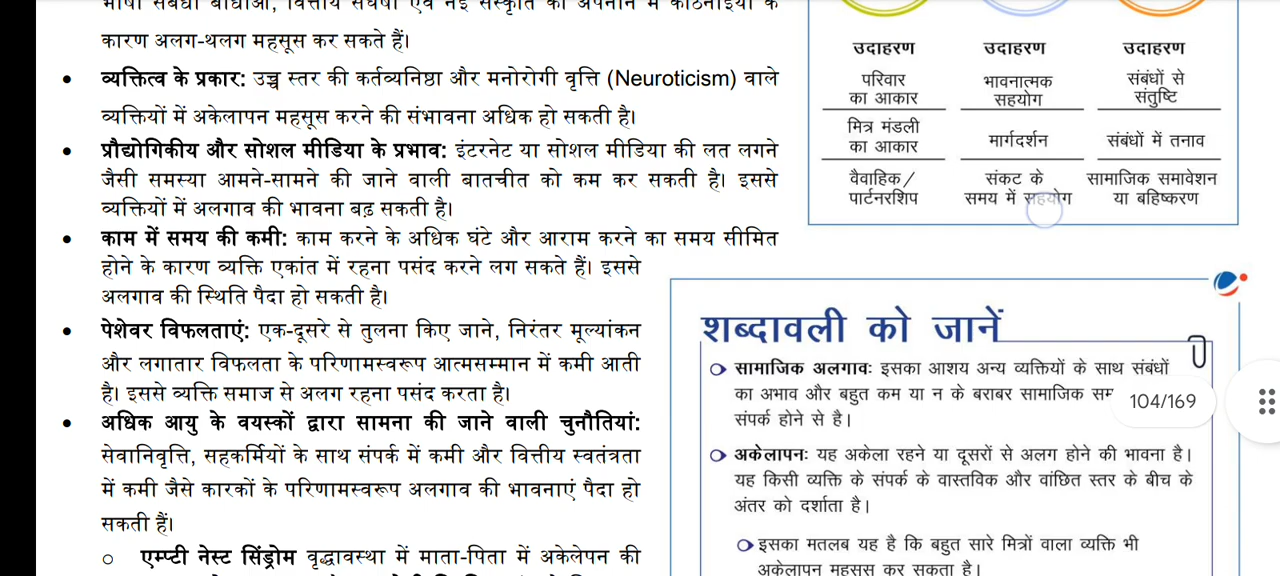 भाषा संबंधी बाधाओं, वित्तीय संघर्षों एवं नई संस्कृति को अपनाने में कठिनाइयों के
कारण अलग-थलग महसूस कर सकते हैं।
• व्यक्तित्व के प्रकार: उच्च स्तर की कर्तव्यनिष्ठा और मनोरोगी वृत्ति (Neuroticism) वाले
व्यक्तियों में अकेलापन महसूस करने की संभावना अधिक हो सकती है।
• प्रौद्योगिकीय और सोशल मीडिया के प्रभाव: इंटरनेट या सोशल मीडिया की लत लगने
जैसी समस्या आमने-सामने की जाने वाली बातचीत को कम कर सकती है। इससे
व्यक्तियों में अलगाव की भावना बढ़ सकती है।
• काम में समय की कमी: काम करने के अधिक घंटे और आराम करने का समय सीमित
होने के कारण व्यक्ति एकांत में रहना पसंद करने लग सकते हैं। इससे
अलगाव की स्थिति पैदा हो सकती है।
• पेशेवर विफलताएं: एक-दूसरे से तुलना किए जाने, निरंतर मूल्यांकन
और लगातार विफलता के परिणामस्वरूप आत्मसम्मान में कमी आती
है। इससे व्यक्ति समाज से अलग रहना पसंद करता है।
• अधिक आयु के वयस्कों द्वारा सामना की जाने वाली चुनौतियां:
सेवानिवृत्ति, सहकर्मियों के साथ संपर्क में कमी और वित्तीय स्वतंत्रता
में कमी जैसे कारकों के परिणामस्वरूप अलगाव की भावनाएं पैदा हो
सकती हैं।
o एम्प्टी नेस्ट सिंड्रोम वृद्धावस्था में माता-पिता में अकेलेपन की
उदाहरण उदाहरण उदाहरण
परिवार
का आकार
भावनात्मक
सहयोग
संबंधों से
संतुष्टि
मित्र मंडली
का आकार
मार्गदर्शन
संबंधों में तनाव
वैवाहिक/
पार्टनरशिप
संकट के
समय में सहयोग
सामाजिक समावेशन
या बहिष्करण
शब्दावली को जानें
सामाजिक अलगावः इसका आशय अन्य व्यक्तियों के साथ संबंधों
का अभाव और बहुत कम या न के बराबर सामाजिक
संपर्क होने से है।
104/169
अकेलापनः यह अकेला रहने या दूसरों से अलग होने की भावना है।
यह किसी व्यक्ति के संपर्क के वास्तविक और वांछित स्तर के बीच के
अंतर को दर्शाता है।
इसका मतलब यह है कि बहुत सारे मित्रों वाला व्यक्ति भी
अकेलापन महसूस कर सकता है।